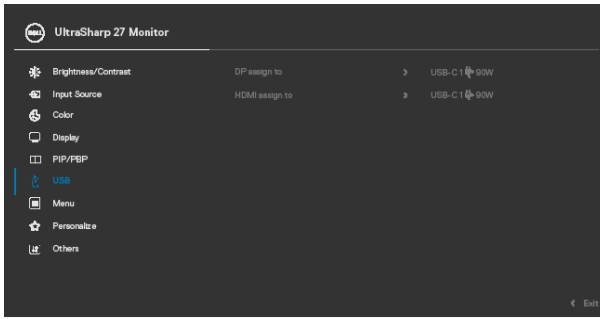 DELL UltraSharp 27 Monitor
Brightness/Contrast DP assign to > USB-C 1 90W
Input Source HDMI assign to > USB-C 1 90W
Color
Display
PIP/PBP
USB
Menu
Personalize
Others
Exit